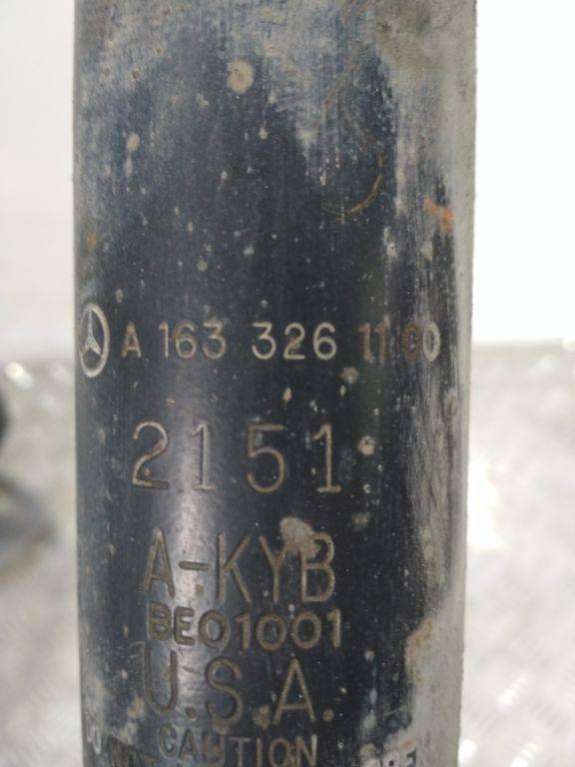 A 163 326 11 00
2151
A-KYB
BE01001
U.S.A.
CAUTION